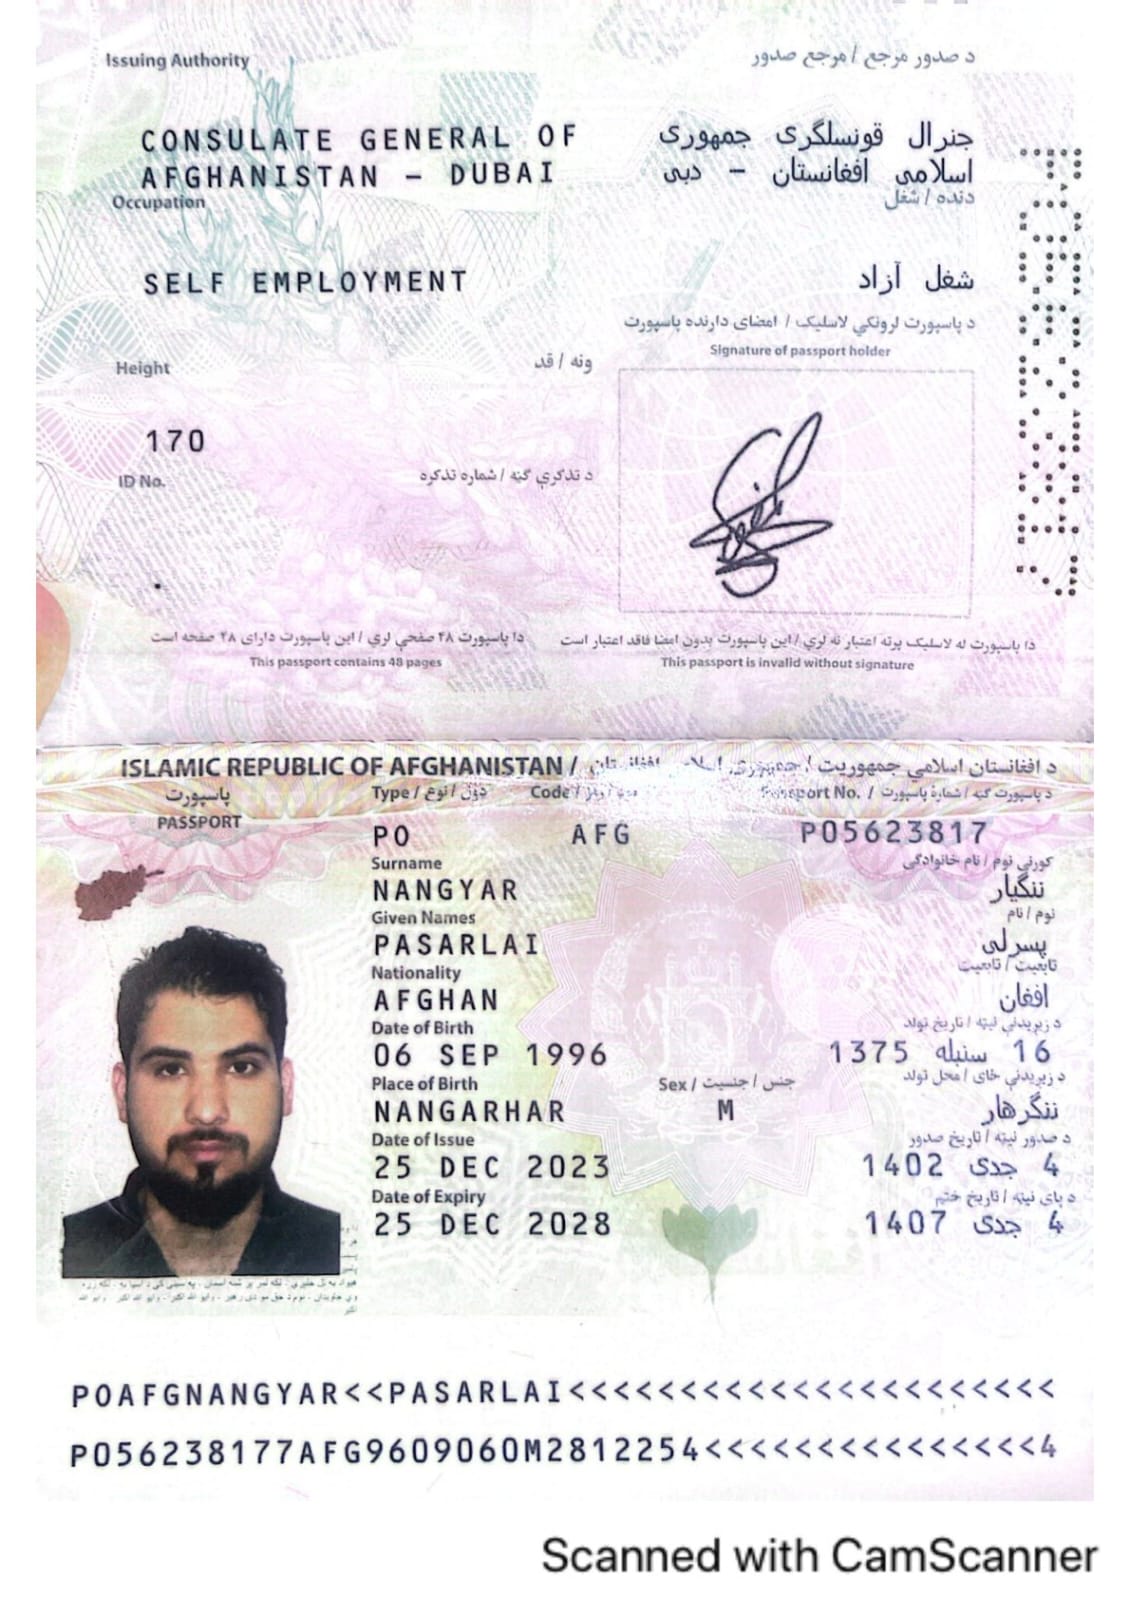 Issuing Authority
د صدور مرجع / مرجع صدور
CONSULATE GENERAL OF
AFGHANISTAN – DUBAI
جنرال قونسلگری جمهوری
اسلامی افغانستان – دبی
Occupation
دنده / شغل
SELF EMPLOYMENT
شغل آزاد
د پاسپورت لرونکي لاسلیک / امضای دارنده پاسپورت
Signature of passport holder
Height
ونه / قد
170
ID No.
د تذکرې ګڼه / شماره تذکره
دا پاسپورت ۴۸ صفحې لري / این پاسپورت دارای ۴۸ صفحه است
This passport contains 48 pages
دا پاسپورت له لاسلیک پرته اعتبار نه لري / این پاسپورت بدون امضا فاقد اعتبار است
This passport is invalid without signature
ISLAMIC REPUBLIC OF AFGHANISTAN / جمهوری اسلامی افغانستان / د افغانستان اسلامي جمهوریت
پاسپورت
PASSPORT
Type / نوع / ډول
Code /
Passport No. / د پاسپورت ګڼه / شمارهٔ پاسپورت
PO
AFG
P05623817
Surname
کورنی نوم / نام خانوادگی
NANGYAR
ننگیار
Given Names
نوم / نام
PASARLAI
پسرلی
Nationality
تابعیت / تابعیت
AFGHAN
افغان
Date of Birth
د زیږیدنې نېټه / تاریخ تولد
06 SEP 1996
16 سنبله 1375
Place of Birth
Sex / جنس / جنسیت
د زیږیدنې ځای / محل تولد
NANGARHAR
M
ننگرهار
Date of Issue
د صدور نېټه / تاریخ صدور
25 DEC 2023
4 جدی 1402
Date of Expiry
د پای نېټه / تاریخ ختم
25 DEC 2028
4 جدی 1407
POAFGNANGYAR<<PASARLAI<<<<<<<<<<<<<<<<<<<<<<
P056238177AFG9609060M2812254<<<<<<<<<<<<<<<4
Scanned with CamScanner